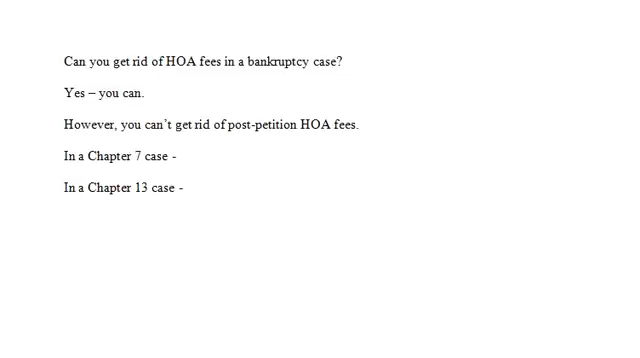 Can you get rid of HOA fees in a bankruptcy case?
Yes – you can.
However, you can’t get rid of post-petition HOA fees.
In a Chapter 7 case -
In a Chapter 13 case -